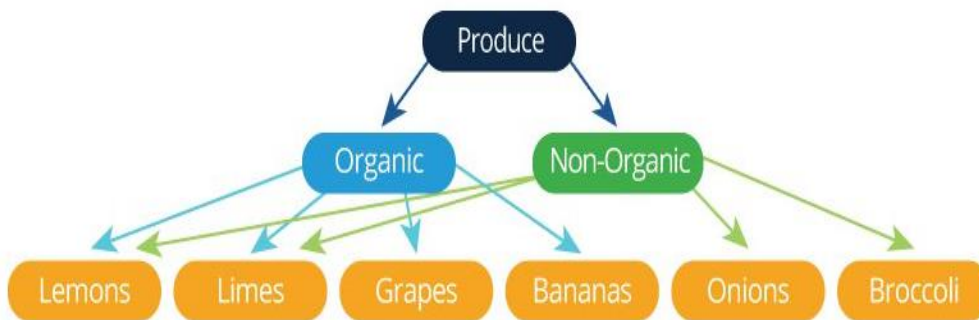 Produce
Organic
Non-Organic
Lemons
Limes
Grapes
Bananas
Onions
Broccoli